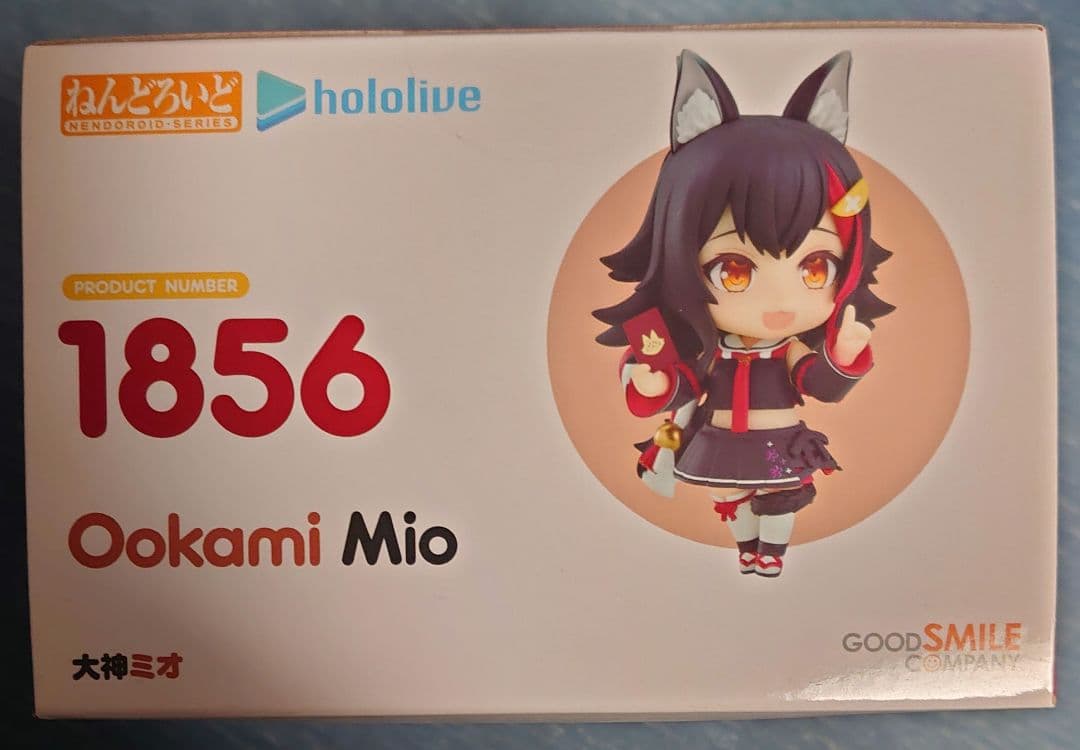 ねんどろいど
NENDOROID·SERIES
hololive
PRODUCT NUMBER
1856
Ookami Mio
大神ミオ
GOOD SMILE
COMPANY